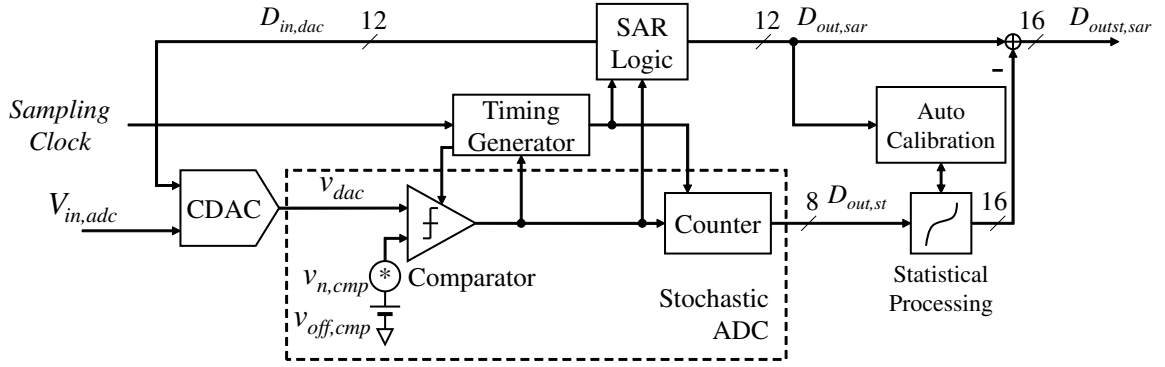 D_in,dac
12
SAR
Logic
12
D_out,sar
16
D_outst,sar
−
Sampling
Clock
Timing
Generator
Auto
Calibration
V_in,adc
CDAC
v_dac
Counter
8
D_out,st
16
v_n,cmp
*
Comparator
v_off,cmp
Stochastic
ADC
Statistical
Processing